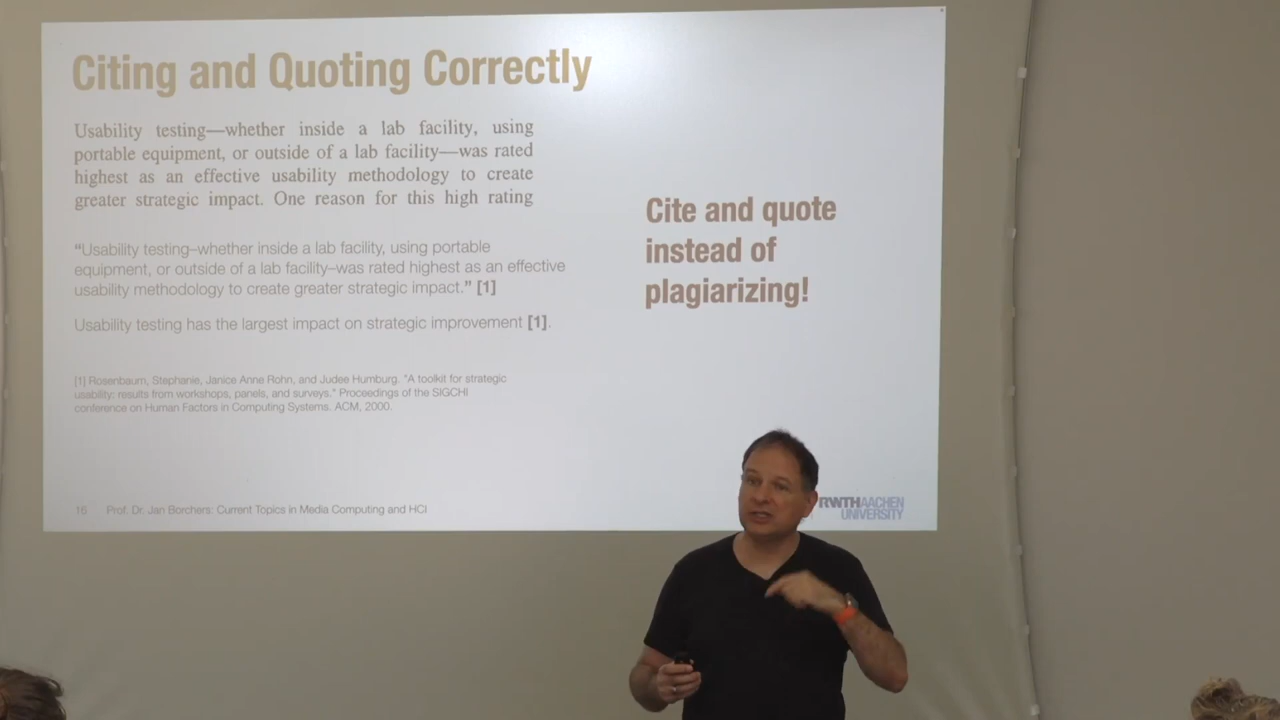 Citing and Quoting Correctly
Usability testing—whether inside a lab facility, using
portable equipment, or outside of a lab facility—was rated
highest as an effective usability methodology to create
greater strategic impact. One reason for this high rating
“Usability testing–whether inside a lab facility, using portable
equipment, or outside of a lab facility–was rated highest as an effective
usability methodology to create greater strategic impact.” [1]
Usability testing has the largest impact on strategic improvement [1].
[1] Rosenbaum, Stephanie, Janice Anne Rohn, and Judee Humburg. "A toolkit for strategic
usability: results from workshops, panels, and surveys." Proceedings of the SIGCHI
conference on Human Factors in Computing Systems. ACM, 2000.
Cite and quote
instead of
plagiarizing!
16 Prof. Dr. Jan Borchers: Current Topics in Media Computing and HCI
RWTHAACHEN
UNIVERSITY